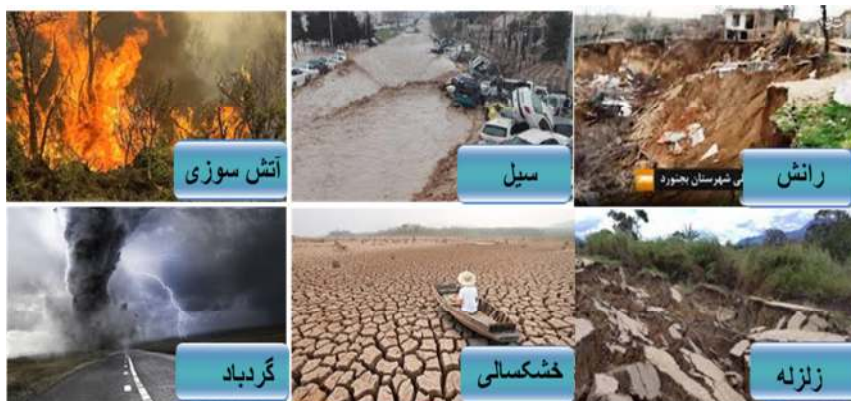 رانش
سیل
آتش سوزی
شهرستان بجنورد
زلزله
خشکسالی
گردباد